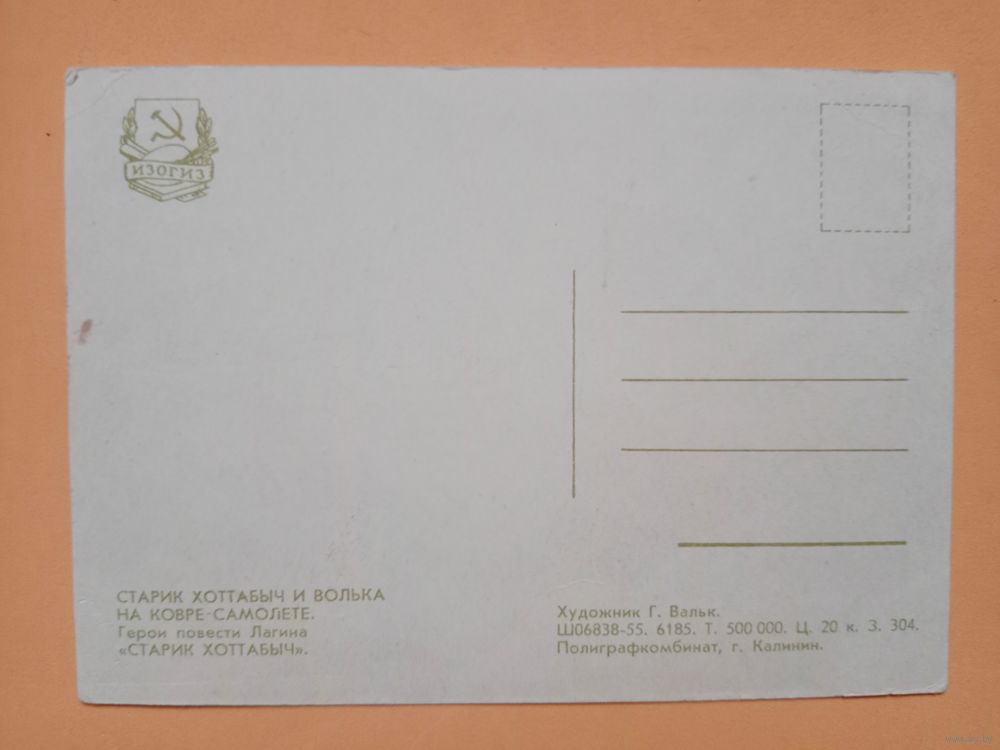 ИЗОГИЗ
СТАРИК ХОТТАБЫЧ И ВОЛЬКА
НА КОВРЕ-САМОЛЕТЕ.
Герои повести Лагина
«СТАРИК ХОТТАБЫЧ».
Художник Г. Вальк.
Ш06838-55. 6185. Т. 500 000. Ц. 20 к. З. 304.
Полиграфкомбинат, г. Калинин.